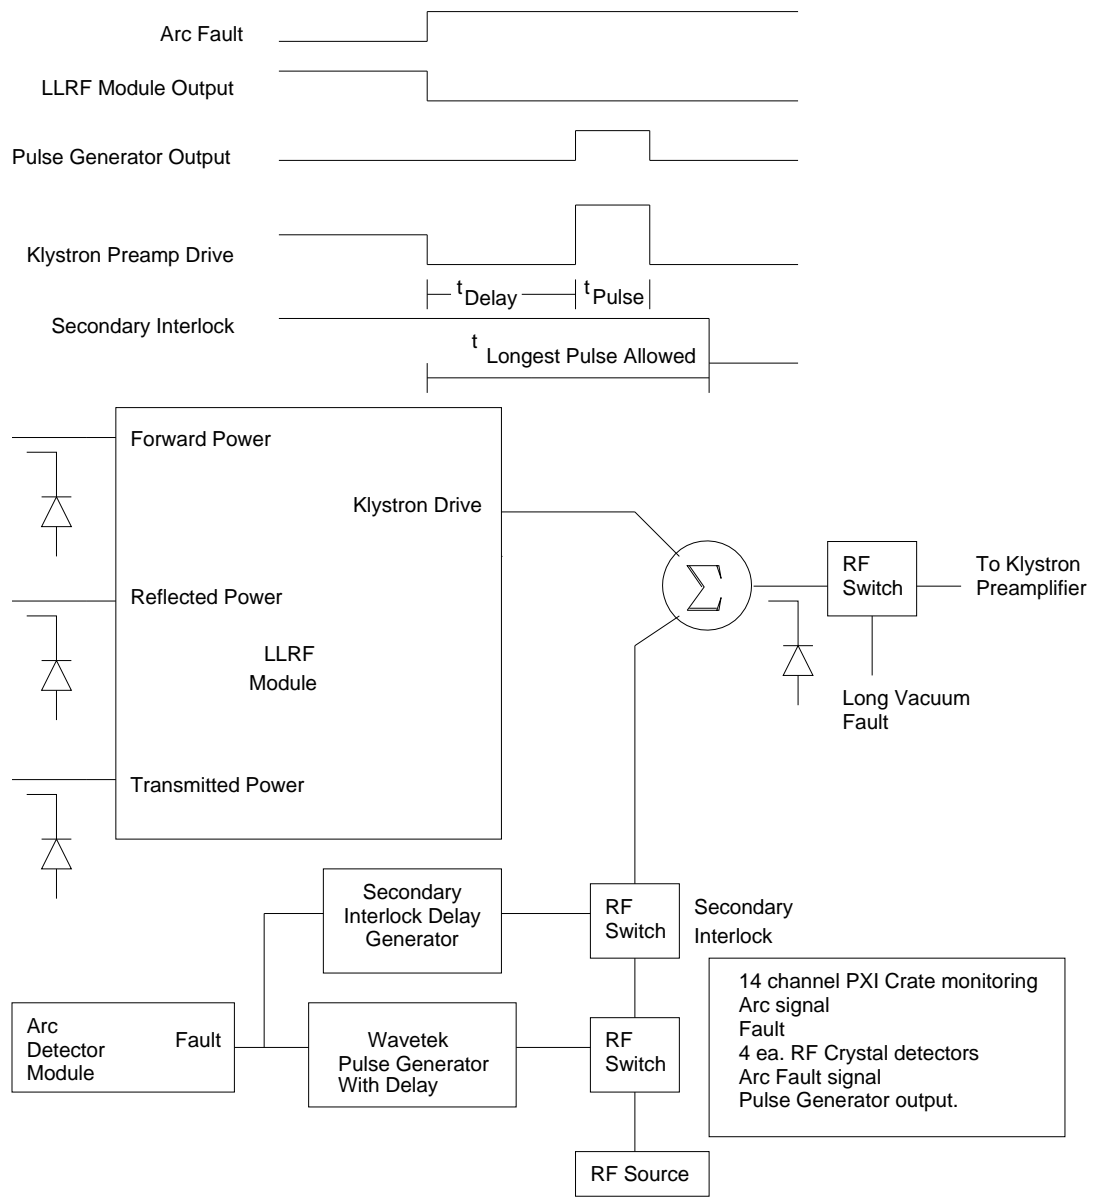 Arc Fault
LLRF Module Output
Pulse Generator Output
Klystron Preamp Drive
t Delay
t Pulse
Secondary Interlock
t Longest Pulse Allowed
Forward Power
Klystron Drive
Reflected Power
LLRF
Module
Transmitted Power
Σ
RF
Switch
To Klystron
Preamplifier
Long Vacuum
Fault
Secondary
Interlock Delay
Generator
RF
Switch
Secondary
Interlock
Arc
Detector
Module
Fault
Wavetek
Pulse Generator
With Delay
RF
Switch
14 channel PXI Crate monitoring
Arc signal
Fault
4 ea. RF Crystal detectors
Arc Fault signal
Pulse Generator output.
RF Source